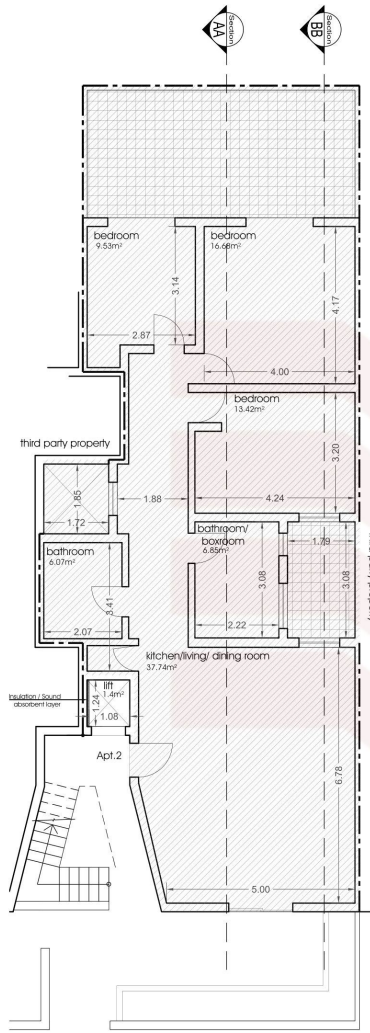 Section
AA
Section
BB
bedroom
9.53m²
bedroom
16.68m²
3.14
2.87
4.17
4.00
bedroom
13.42m²
3.20
4.24
third party property
1.85
1.72
1.88
bathroom/
boxroom
6.85m²
1.79
3.08
3.08
2.22
bathroom
6.07m²
3.41
2.07
kitchen/living/ dining room
37.74m²
lift
1.4m²
1.24
1.08
Insulation / Sound
absorbent layer
Apt.2
6.78
5.00